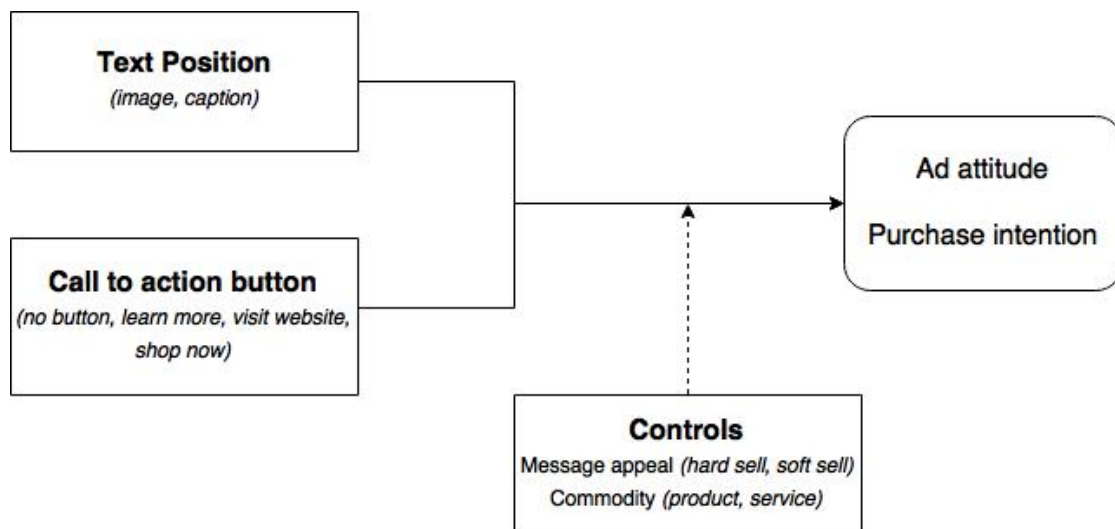 Text Position
(image, caption)
Call to action button
(no button, learn more, visit website,
shop now)
Ad attitude
Purchase intention
Controls
Message appeal (hard sell, soft sell)
Commodity (product, service)